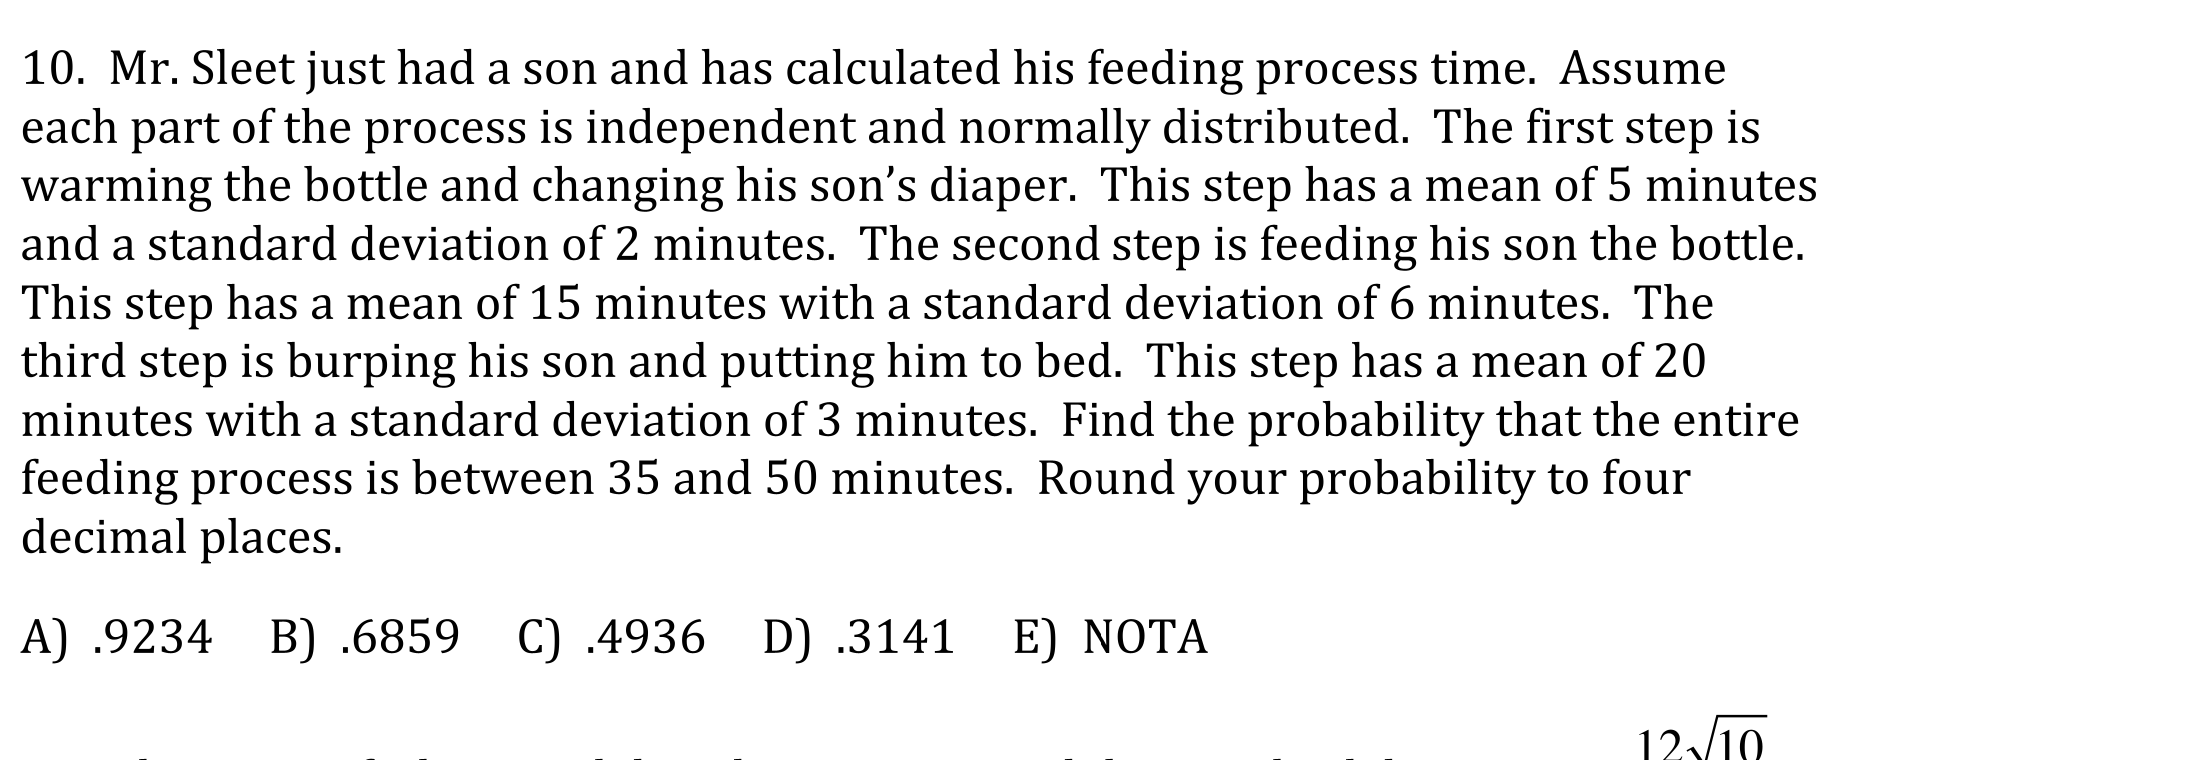 10.  Mr. Sleet just had a son and has calculated his feeding process time.  Assume
each part of the process is independent and normally distributed.  The first step is
warming the bottle and changing his son’s diaper.  This step has a mean of 5 minutes
and a standard deviation of 2 minutes.  The second step is feeding his son the bottle.
This step has a mean of 15 minutes with a standard deviation of 6 minutes.  The
third step is burping his son and putting him to bed.  This step has a mean of 20
minutes with a standard deviation of 3 minutes.  Find the probability that the entire
feeding process is between 35 and 50 minutes.  Round your probability to four
decimal places.
A)  .9234    B)  .6859    C)  .4936    D)  .3141    E)  NOTA
12√10